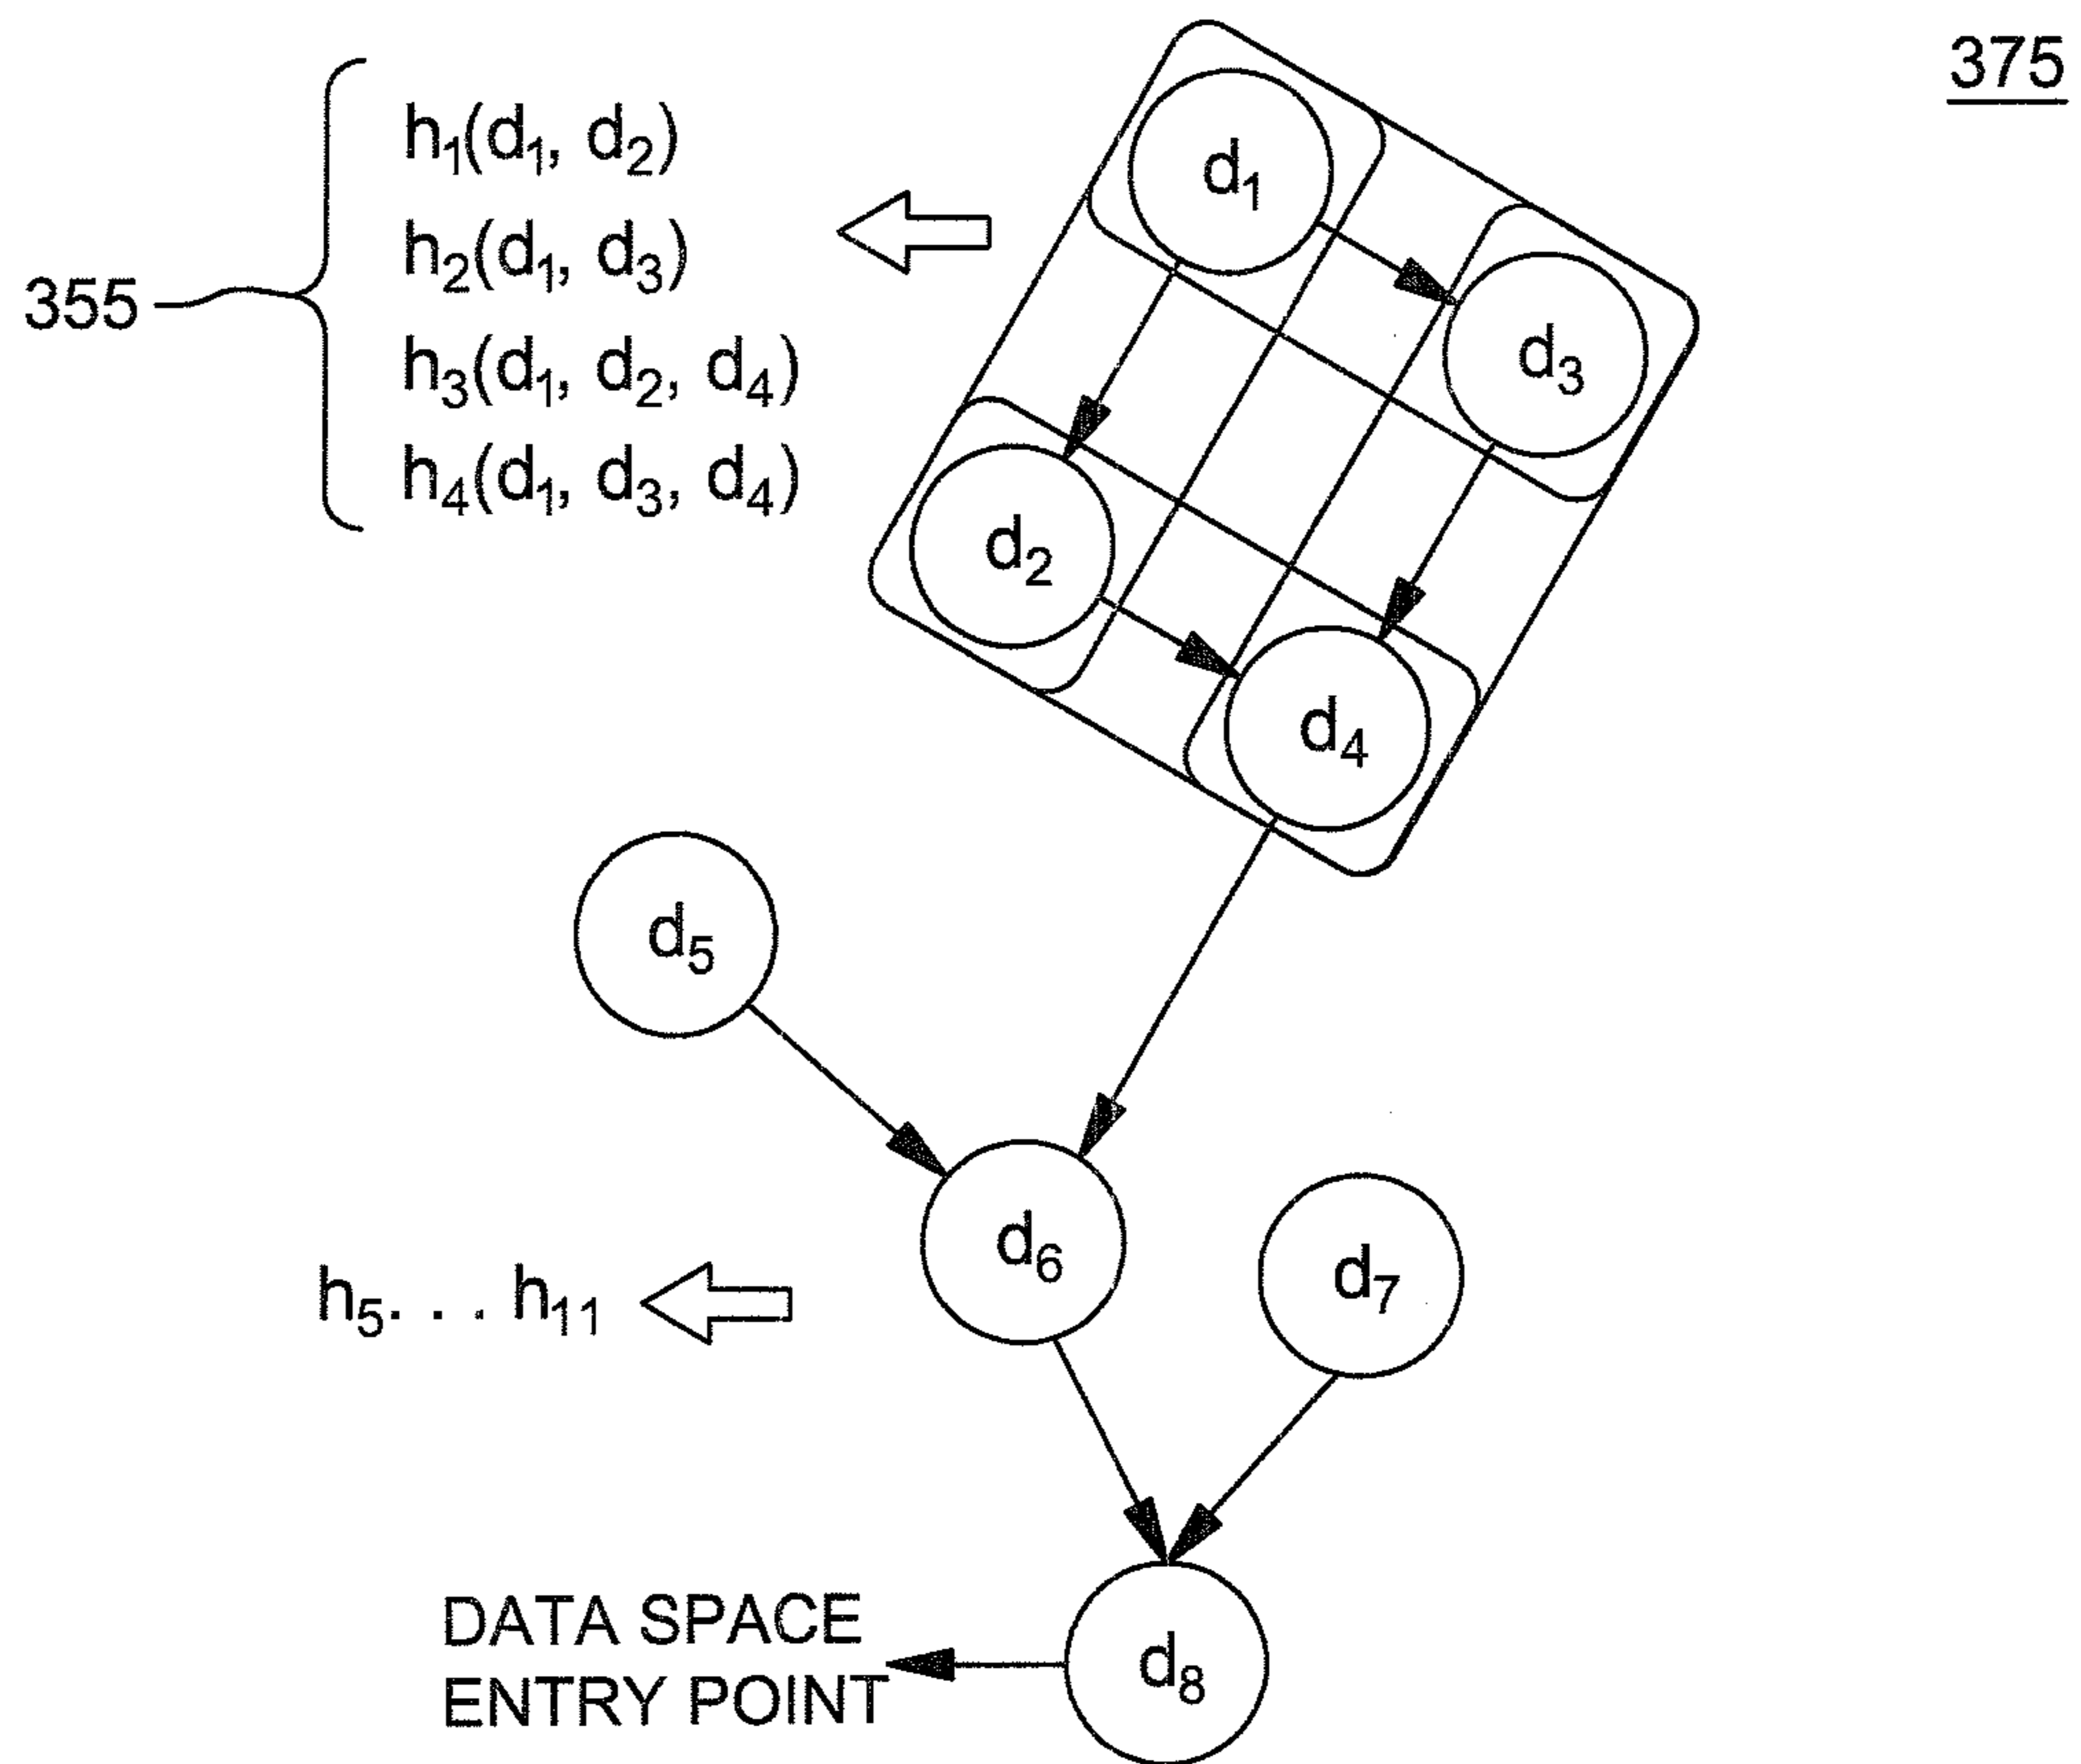 375
h₁(d₁, d₂)
h₂(d₁, d₃)
h₃(d₁, d₂, d₄)
h₄(d₁, d₃, d₄)
355
d₁
d₃
d₂
d₄
d₅
d₆
d₇
h₅. . . h₁₁
DATA SPACE
ENTRY POINT
d₈